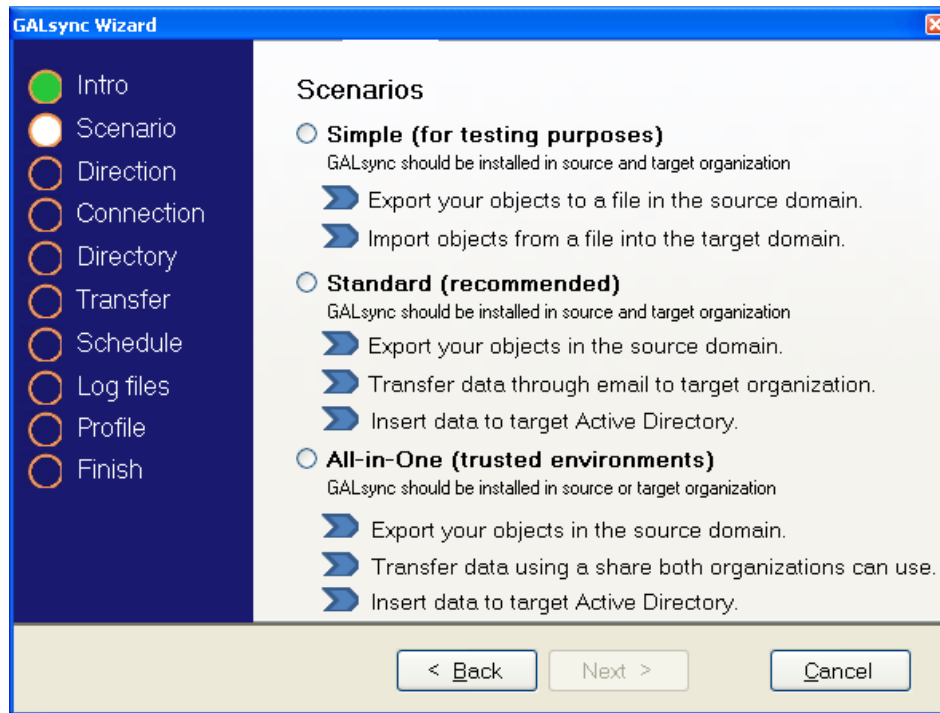 GALsync Wizard
Intro
Scenario
Direction
Connection
Directory
Transfer
Schedule
Log files
Profile
Finish
Scenarios
Simple (for testing purposes)
GALsync should be installed in source and target organization
Export your objects to a file in the source domain.
Import objects from a file into the target domain.
Standard (recommended)
GALsync should be installed in source and target organization
Export your objects in the source domain.
Transfer data through email to target organization.
Insert data to target Active Directory.
All-in-One (trusted environments)
GALsync should be installed in source or target organization
Export your objects in the source domain.
Transfer data using a share both organizations can use.
Insert data to target Active Directory.
< Back
Next >
Cancel